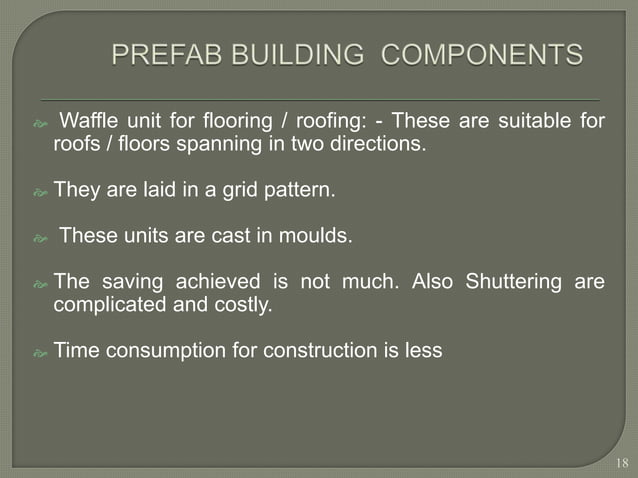 PREFAB BUILDING COMPONENTS
Waffle unit for flooring / roofing: - These are suitable for
roofs / floors spanning in two directions.
They are laid in a grid pattern.
These units are cast in moulds.
The saving achieved is not much. Also Shuttering are
complicated and costly.
Time consumption for construction is less
18